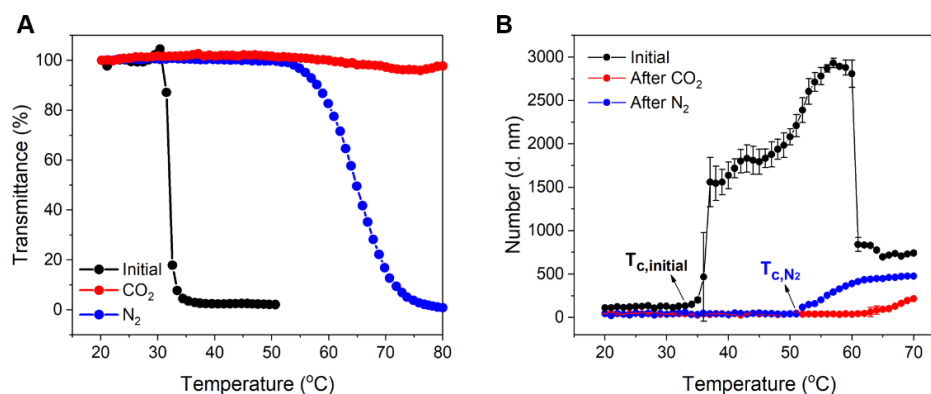 A
Transmittance (%)
100
80
60
40
20
0
Initial
CO₂
N₂
20 30 40 50 60 70 80
Temperature (°C)
B
Number (d. nm)
3000
2500
2000
1500
1000
500
0
Initial
After CO₂
After N₂
T_c,initial
T_c,N₂
20 30 40 50 60 70
Temperature (°C)